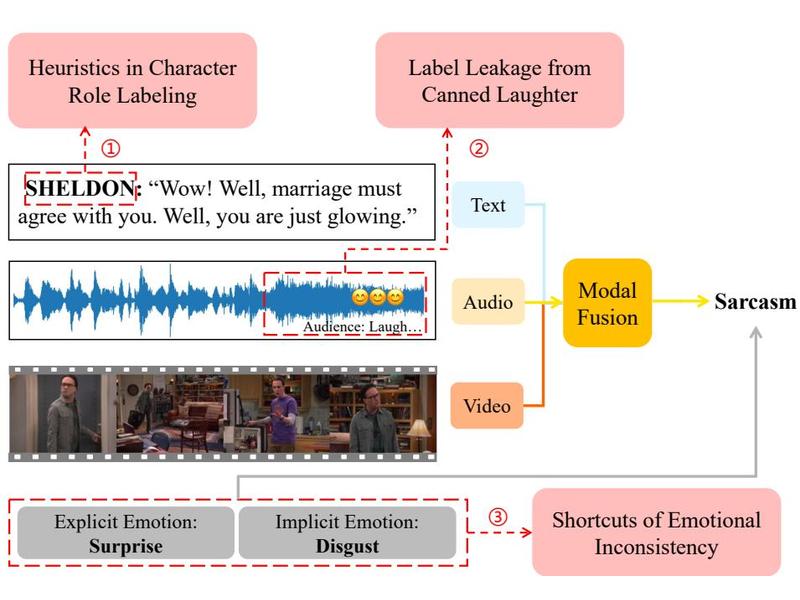 Heuristics in Character
Role Labeling
Label Leakage from
Canned Laughter
①
②
SHELDON: “Wow! Well, marriage must
agree with you. Well, you are just glowing.”
Text
Audience: Laugh…
Audio
Modal
Fusion
Sarcasm
Video
Explicit Emotion:
Surprise
Implicit Emotion:
Disgust
③
Shortcuts of Emotional
Inconsistency